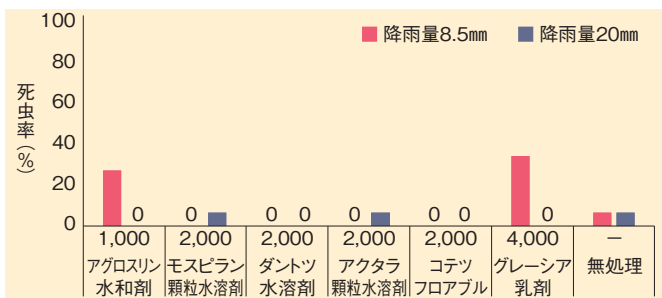 100
80
60
40
20
0
死虫率(%)
降雨量8.5㎜ 降雨量20㎜
0 0 0 0 0 0 0 0 0
1,000 2,000 2,000 2,000 2,000 4,000 −
アグロスリン モスピラン ダントツ アクタラ コテツ グレーシア 無処理
水和剤 顆粒水溶剤 水溶剤 顆粒水溶剤 フロアブル 乳剤